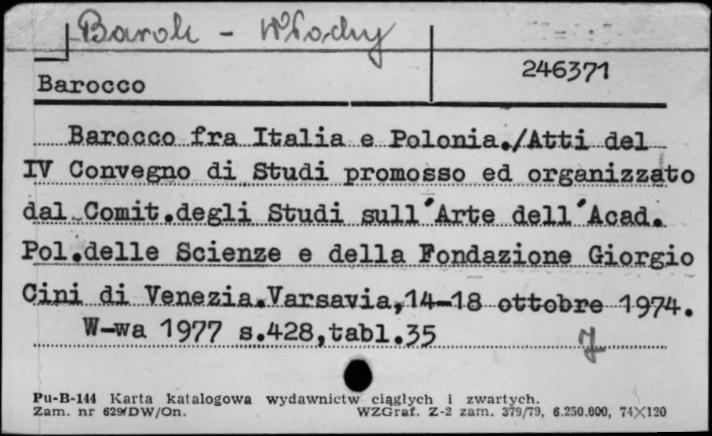 Barok - Włochy
246371
Barocco
Barocco fra Italia e Polonia./Atti del
IV Convegno di Studi promosso ed organizzato
dal Comit.degli Studi sull'Arte dell'Acad.
Pol.delle Scienze e della Fondazione Giorgio
Cini di Venezia.Varsavia,14-18 ottobre 1974.
W-wa 1977 s.428,tabl.35
Pu-B-144 Karta katalogowa wydawnictw ciągłych i zwartych.
Zam. nr 629/DW/On. WZGraf. Z-2 zam. 379/79, 6.250.000, 74×120